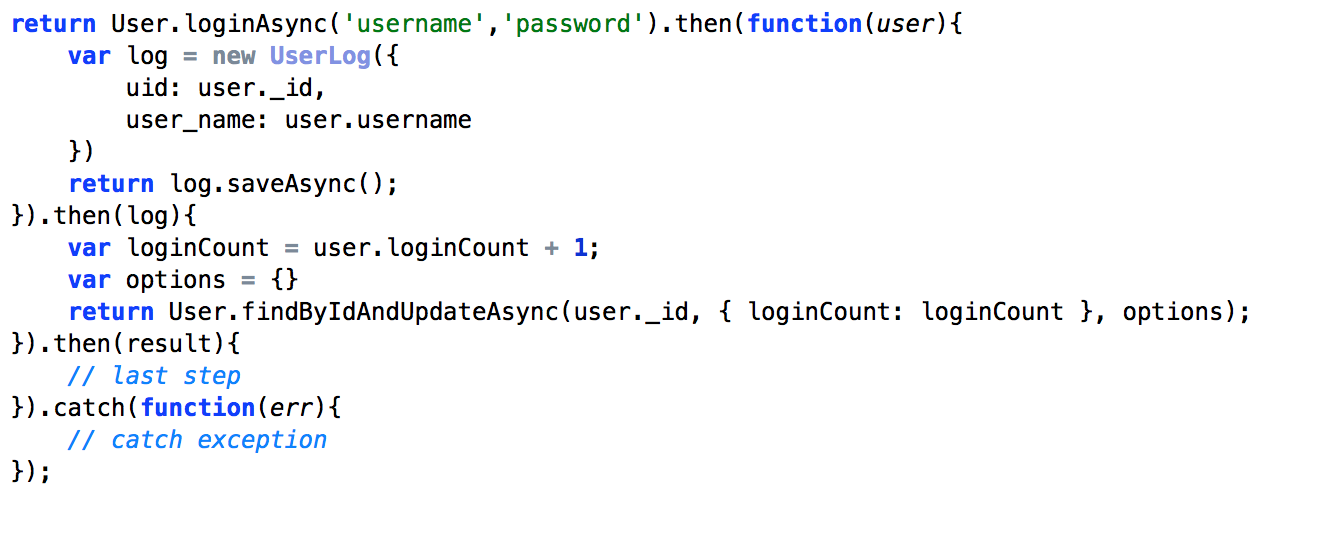 return User.loginAsync('username','password').then(function(user){
    var log = new UserLog({
        uid: user._id,
        user_name: user.username
    })
    return log.saveAsync();
}).then(log){
    var loginCount = user.loginCount + 1;
    var options = {}
    return User.findByIdAndUpdateAsync(user._id, { loginCount: loginCount }, options);
}).then(result){
    // last step
}).catch(function(err){
    // catch exception
});